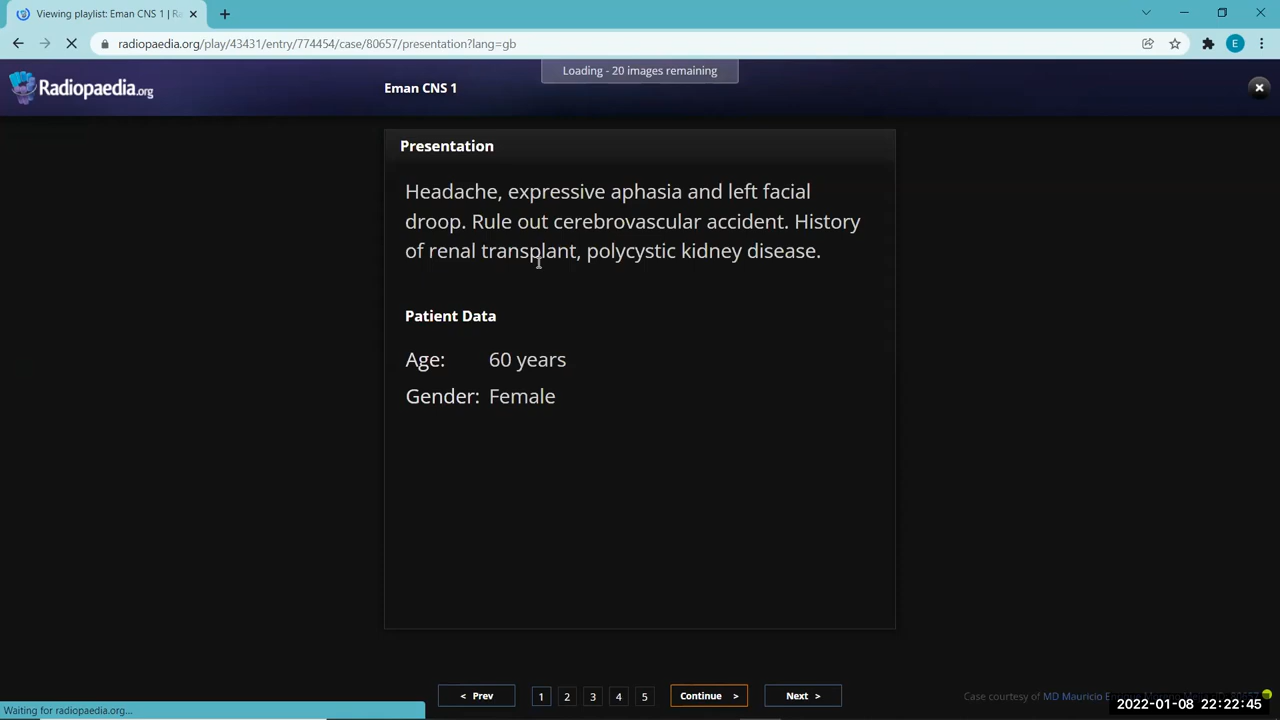 Viewing playlist: Eman CNS 1 | R
radiopaedia.org/play/43431/entry/774454/case/80657/presentation?lang=gb
E
Loading - 20 images remaining
Radiopaedia.org
Eman CNS 1
Presentation
Headache, expressive aphasia and left facial
droop. Rule out cerebrovascular accident. History
of renal transplant, polycystic kidney disease.
Patient Data
Age: 60 years
Gender: Female
< Prev 1 2 3 4 5 Continue > Next >
Case courtesy of MD Mauricio
Waiting for radiopaedia.org...
2022-01-08 22:22:45